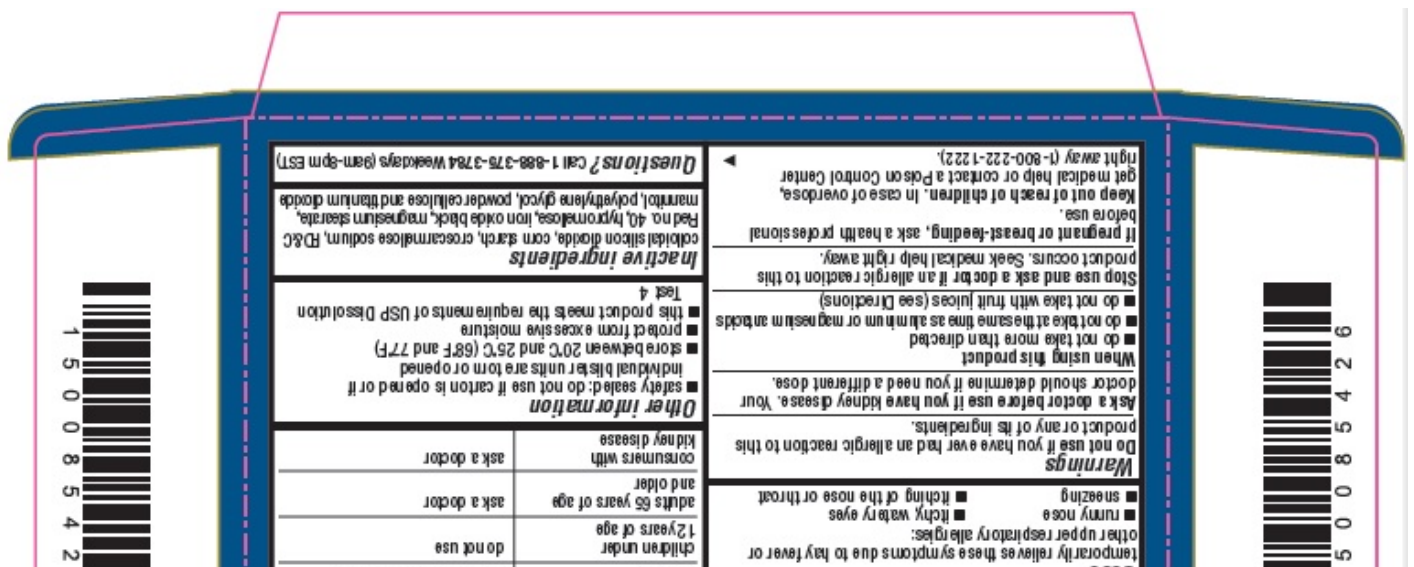 temporarily relieves these symptoms due to hay fever or
other upper respiratory allergies:
■ runny nose ■ itchy, watery eyes
■ sneezing ■ itching of the nose or throat
Warnings
Do not use if you have ever had an allergic reaction to this
product or any of its ingredients.
Ask a doctor before use if you have kidney disease. Your
doctor should determine if you need a different dose.
When using this product
■ do not take more than directed
■ do not take at the same time as aluminum or magnesium antacids
■ do not take with fruit juices (see Directions)
Stop use and ask a doctor if an allergic reaction to this
product occurs. Seek medical help right away.
If pregnant or breast-feeding, ask a health professional
before use.
Keep out of reach of children. In case of overdose,
get medical help or contact a Poison Control Center
right away (1-800-222-1222).
children under
12 years of age
do not use
adults 65 years of age
and older
ask a doctor
consumers with
kidney disease
ask a doctor
Other information
■ safety sealed: do not use if carton is opened or if
individual blister units are torn or opened
■ store between 20°C and 25°C (68°F and 77°F)
■ protect from excessive moisture
■ this product meets the requirements of USP Dissolution
Test 4
Inactive ingredients
colloidal silicon dioxide, corn starch, croscarmellose sodium, FD&C
Red no. 40, hypromellose, iron oxide black, magnesium stearate,
mannitol, polyethylene glycol, powder cellulose and titanium dioxide
Questions? Call 1-888-375-3784 Weekdays (9am-8pm EST)
15008542
50085426